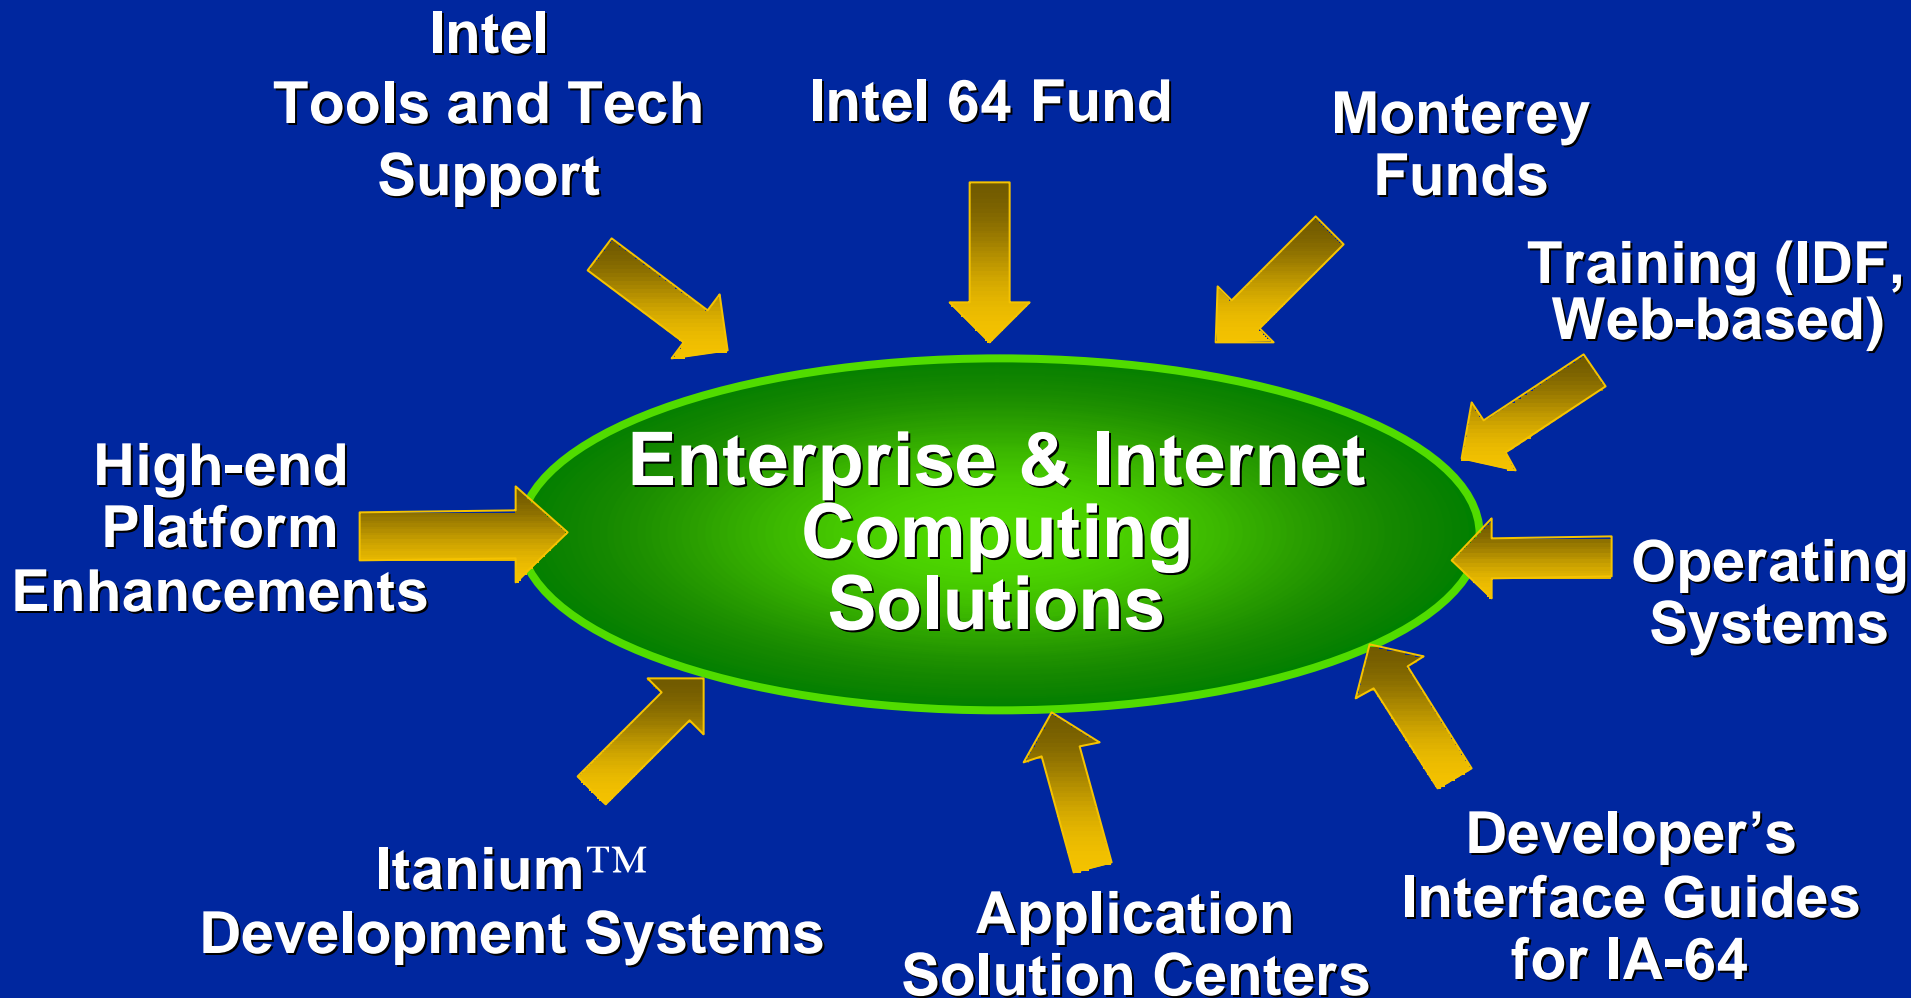 Intel
Tools and Tech
Support
Intel 64 Fund
Monterey
Funds
Training (IDF,
Web-based)
High-end
Platform
Enhancements
Enterprise & Internet
Computing
Solutions
Operating
Systems
Itanium™
Development Systems
Application
Solution Centers
Developer’s
Interface Guides
for IA-64